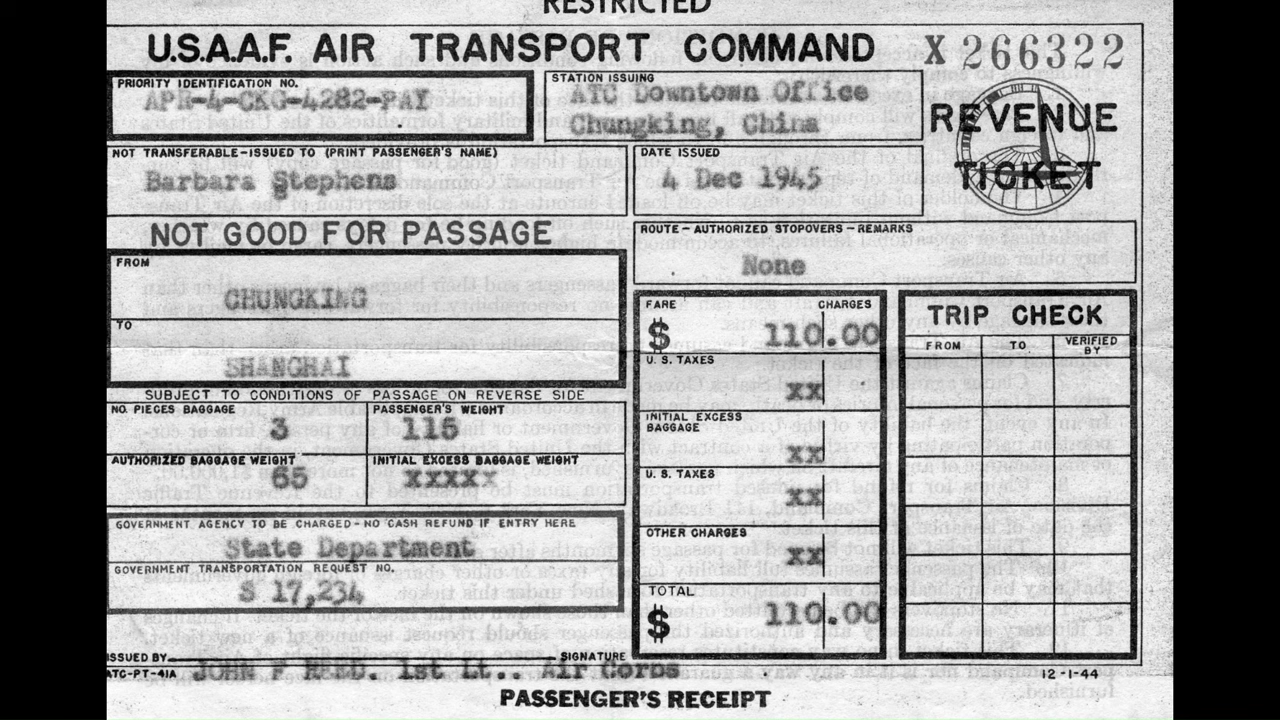 RESTRICTED
U.S.A.A.F. AIR TRANSPORT COMMAND
X 266322
PRIORITY IDENTIFICATION NO.
APR-4-CKG-4282-PAY
STATION ISSUING
ATC Downtown Office
Chungking, China
REVENUE
TICKET
NOT TRANSFERABLE-ISSUED TO (PRINT PASSENGER'S NAME)
Barbara Stephens
DATE ISSUED
4 Dec 1945
NOT GOOD FOR PASSAGE
ROUTE - AUTHORIZED STOPOVERS - REMARKS
None
FROM
CHUNGKING
TO
SHANGHAI
FARE CHARGES
$ 110.00
U. S. TAXES
xx
INITIAL EXCESS
BAGGAGE
xx
U. S. TAXES
xx
OTHER CHARGES
xx
TOTAL
$ 110.00
TRIP CHECK
FROM TO VERIFIED BY
SUBJECT TO CONDITIONS OF PASSAGE ON REVERSE SIDE
NO. PIECES BAGGAGE
3
PASSENGER'S WEIGHT
115
AUTHORIZED BAGGAGE WEIGHT
65
INITIAL EXCESS BAGGAGE WEIGHT
xxxxx
GOVERNMENT AGENCY TO BE CHARGED-NO CASH REFUND IF ENTRY HERE
State Department
GOVERNMENT TRANSPORTATION REQUEST NO.
S 17,234
ISSUED BY SIGNATURE
JOHN F REED. 1st Lt.. Air Corps
ATC-PT-41A
12-1-44
PASSENGER'S RECEIPT